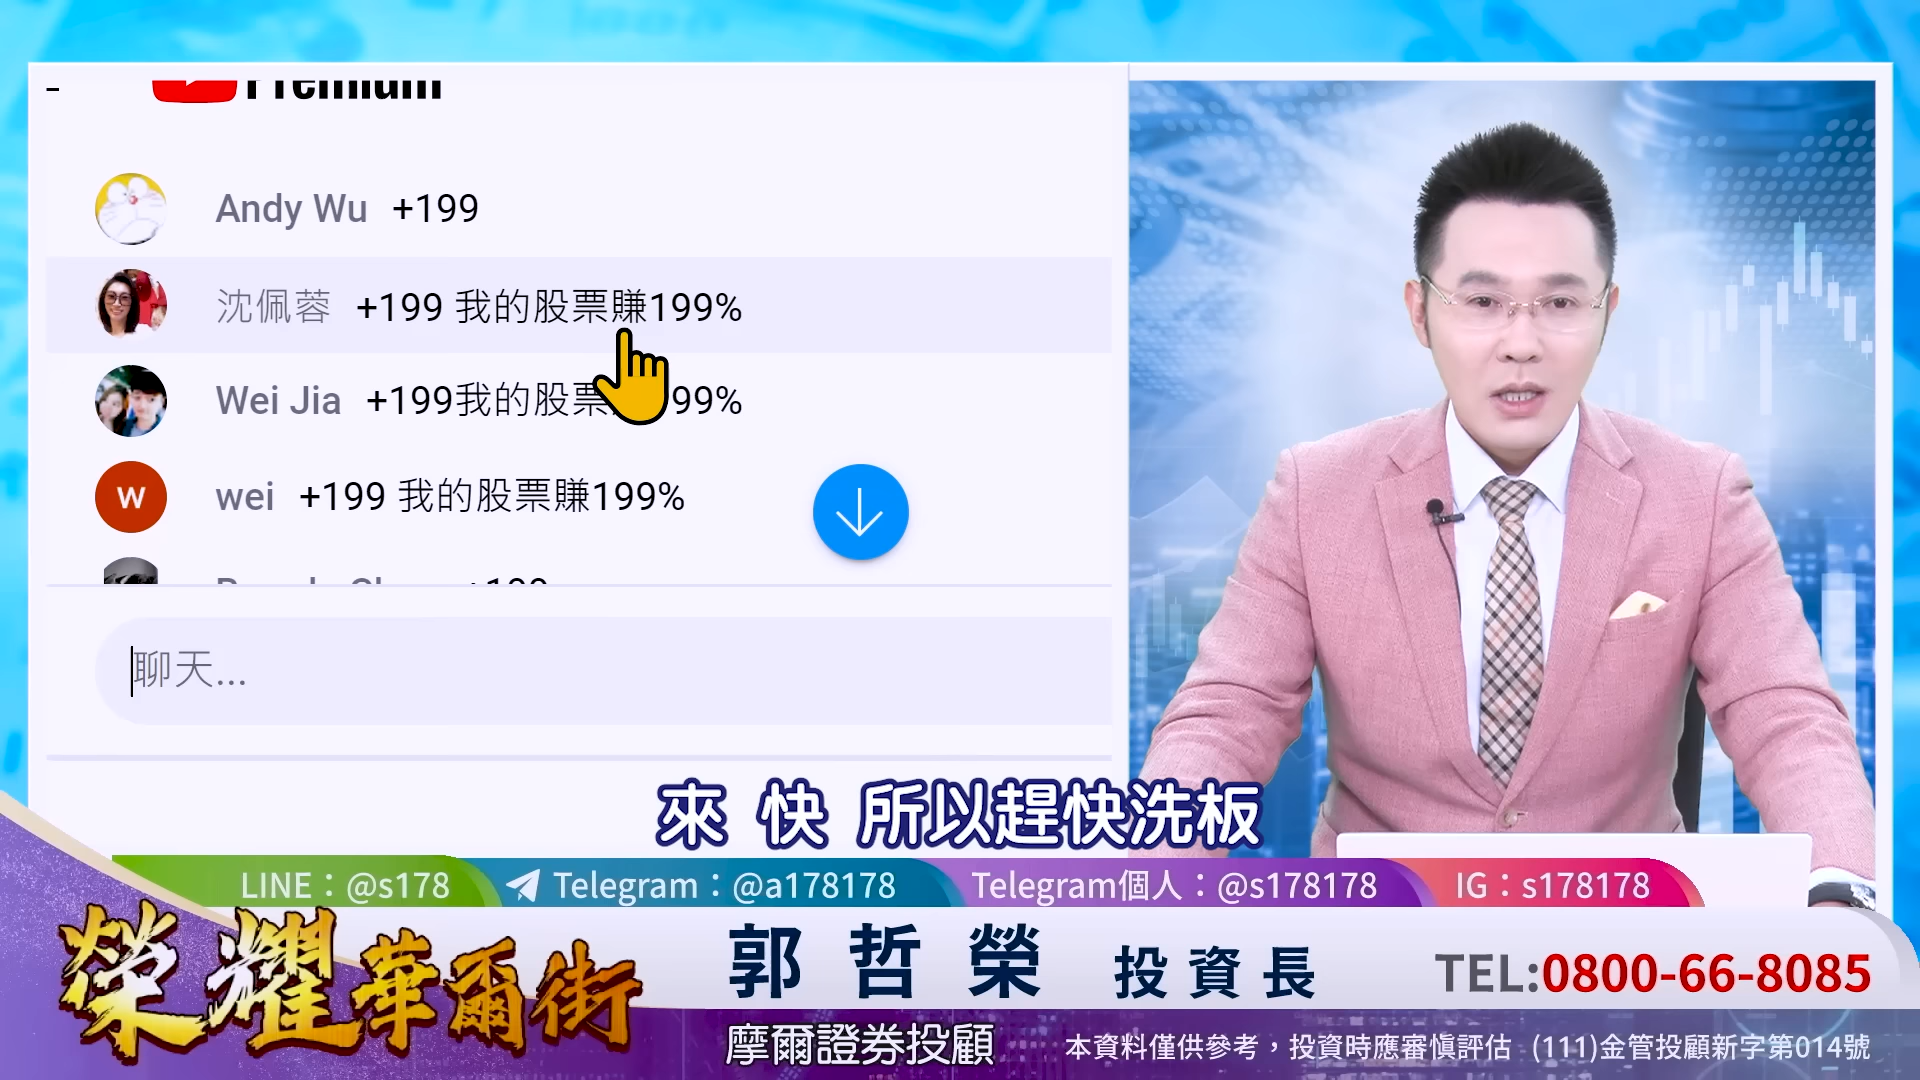 Premium
Andy Wu +199
沈佩蓉 +199 我的股票賺199%
Wei Jia +199我的股票 99%
W
wei +199 我的股票賺199%
+199
聊天...
來 快 所以趕快洗板
LINE：@s178
Telegram：@a178178
Telegram個人：@s178178
IG：s178178
榮耀華爾街
郭哲榮 投資長
TEL:0800-66-8085
摩爾證券投顧
本資料僅供參考，投資時應審慎評估 (111)金管投顧新字第014號